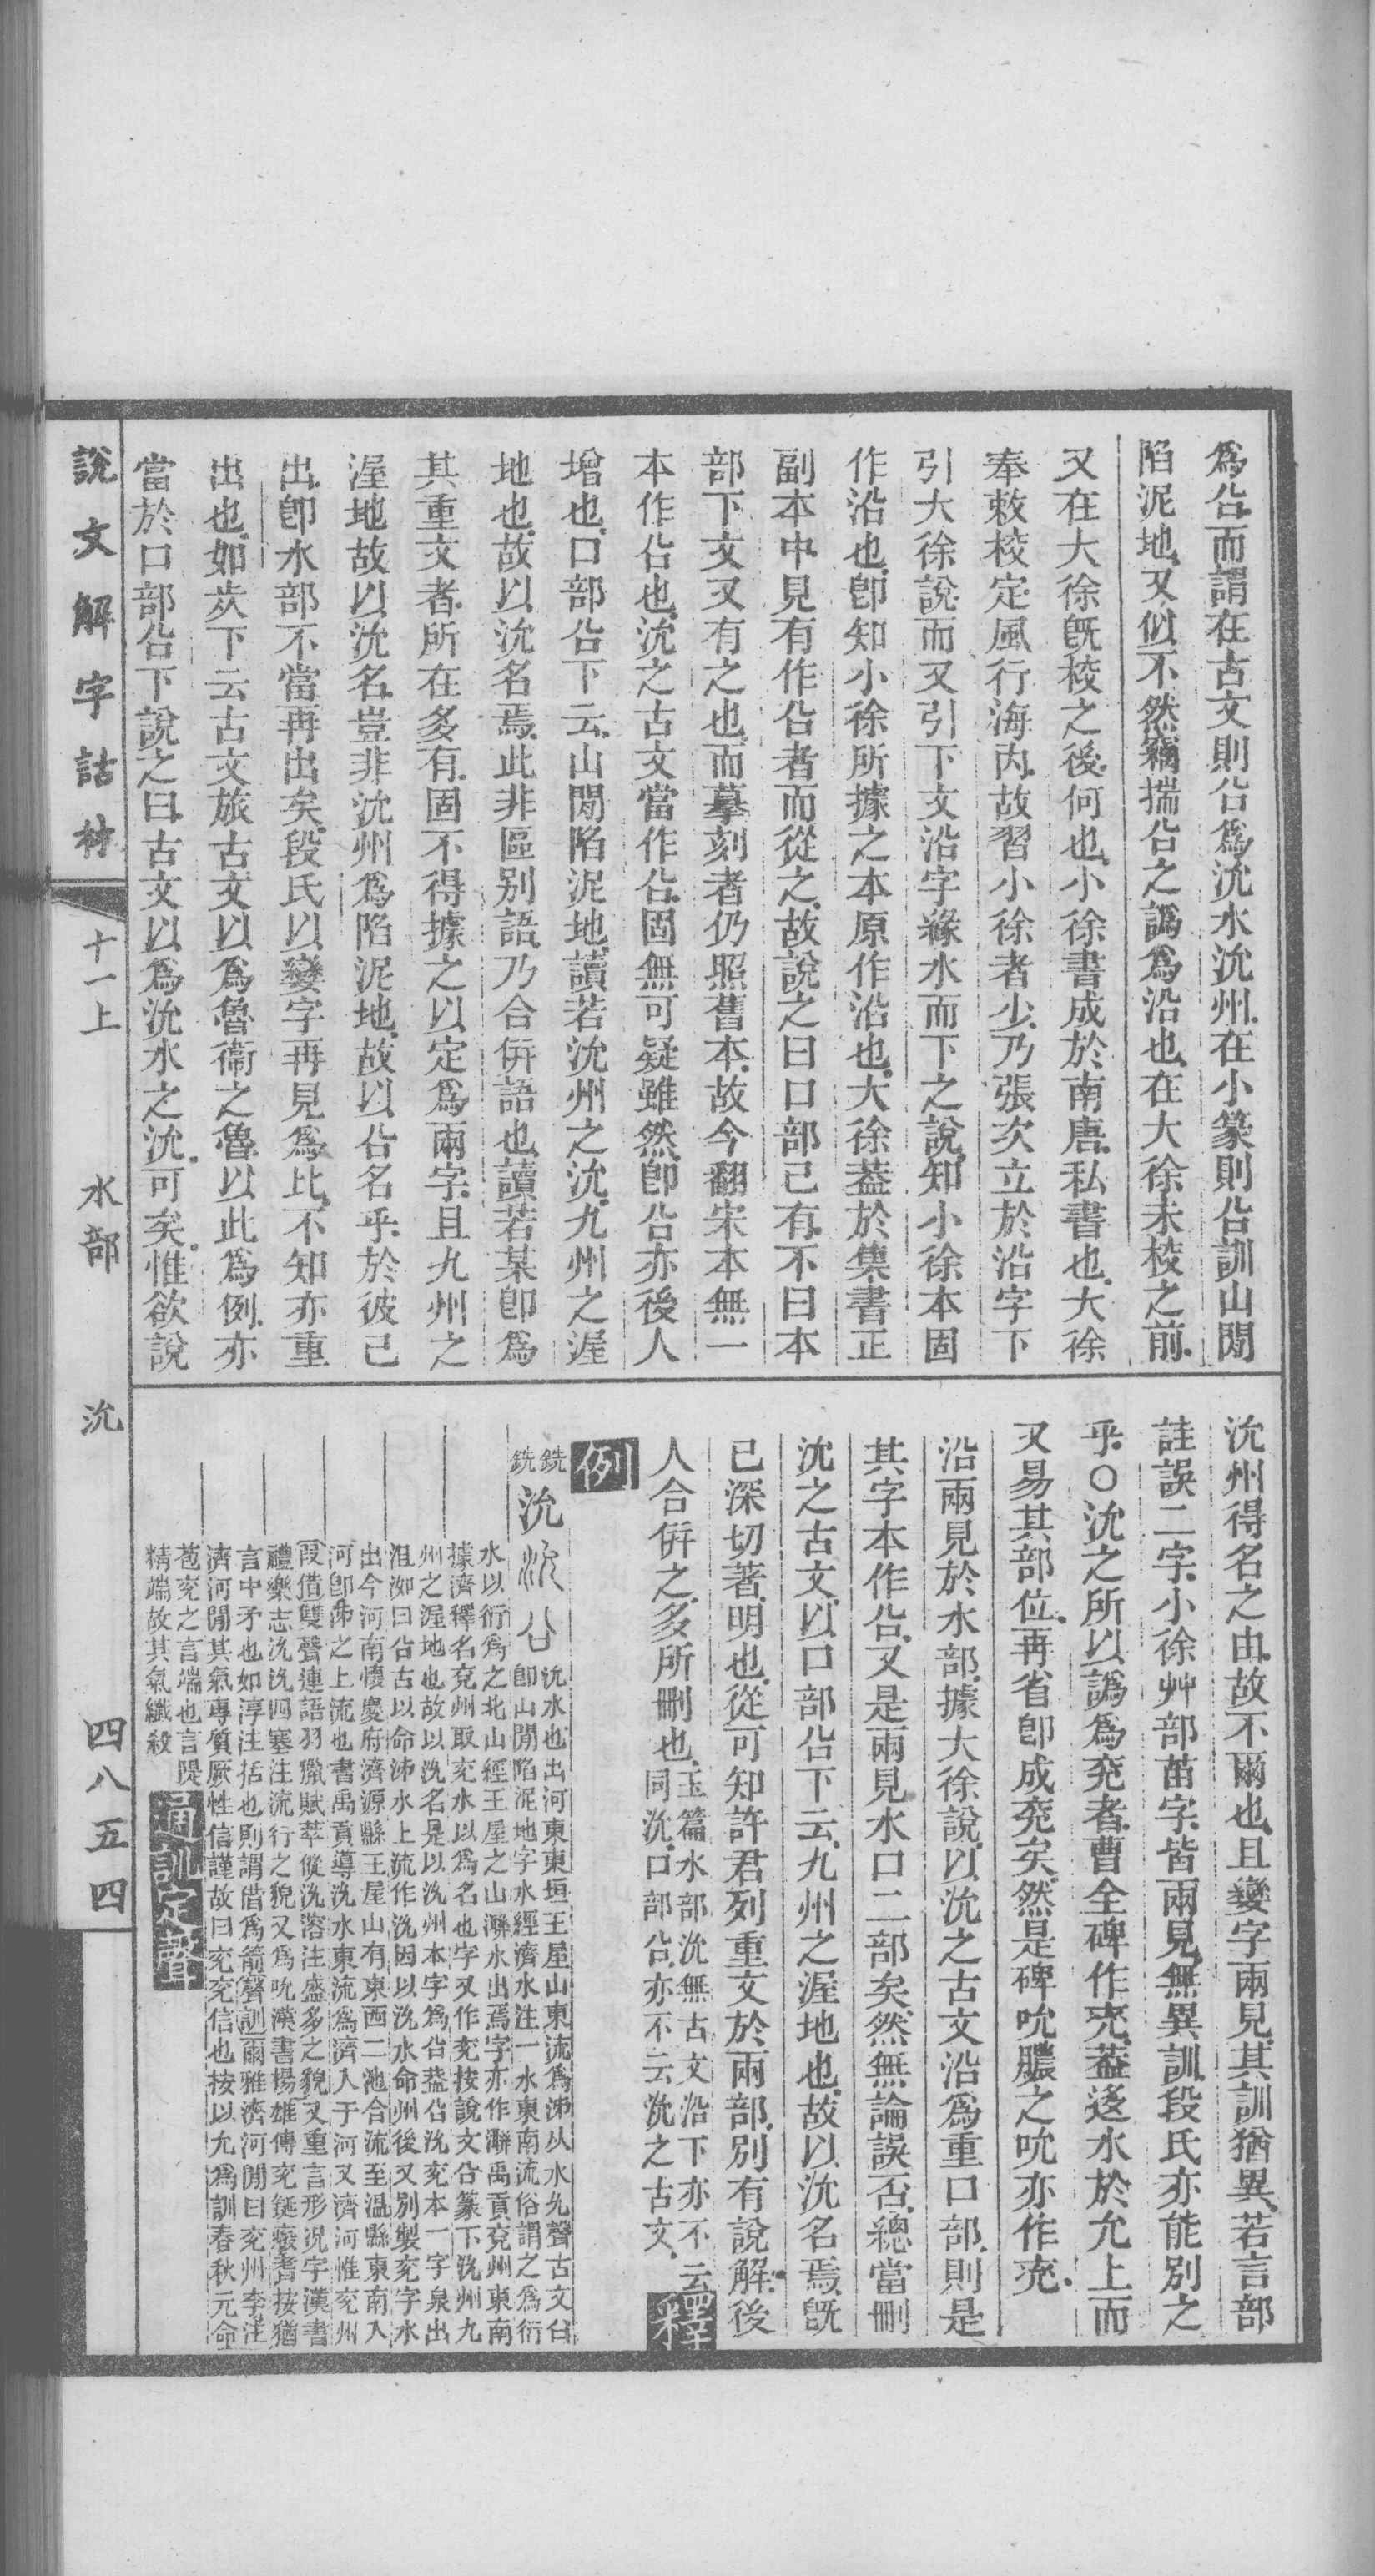 爲㕣而謂在古文則㕣爲沇水沇州在小篆則㕣訓山閒
陷泥地又似不然竊揣㕣之譌爲沿也在大徐未校之前
又在大徐旣校之後何也小徐書成於南唐私書也大徐
奉敕校定風行海内故習小徐者少乃張次立於沿字下
引大徐說而又引下文沿字緣水而下之說知小徐本固
作沿也卽知小徐所據之本原作沿也大徐葢於集書正
副本中見有作㕣者而從之故說之曰口部已有不曰本
部下文又有之也而摹刻者仍照舊本故今翻宋本無一
本作㕣也沇之古文當作㕣固無可疑雖然卽㕣亦後人
增也口部㕣下云山閒陷泥地讀若沇州之沇九州之渥
地也故以沇名焉此非區别語乃合倂語也讀若某卽爲
其重文者所在多有固不得據之以定爲兩字且九州之
渥地故以沇名豈非沇州爲陷泥地故以㕣名乎於彼已
出卽水部不當再出矣段氏以㜻字再見爲比不知亦重
出也如𣥐下云古文旅古文以爲魯衞之魯以此爲例亦
當於口部㕣下說之曰古文以爲沇水之沇可矣惟欲說
沇州得名之由故不爾也且㜻字兩見其訓猶異若言部
詿誤二字小徐艸部苖字皆兩見無異訓段氏亦能别之
乎〇沇之所以譌爲兖者曹全碑作兖葢迻水於允上而
又易其部位再省卽成兖矣然是碑吮膿之吮亦作𠑽
沿兩見於水部據大徐說以沇之古文沿爲重口部則是
其字本作㕣又是兩見水口二部矣然無論誤否總當刪
沇之古文以口部㕣下云九州之渥地也故以沇名焉旣
已深切著明也從可知許君列重文於兩部别有說解後
人合倂之多所刪也玉篇水部沇無古文沿下亦不云同沇口部㕣亦不云沇之古文釋
例
銑銑沇㳂㕣沇水也出河東東垣王屋山東流爲泲从水允聲古文㕣
卽山閒陷泥地字水經濟水注一水東南流俗謂之爲衍
水以衍爲之北山經王屋之山㶌水出焉字亦作㶌禹貢兖州東南
據濟釋名兖州取兖水以爲名也字又作兖按說文㕣篆下沇州九
州之渥地也故以沇名是以沇州本字爲㕣葢㕣沇兖本一字泉出
沮洳曰㕣古以命泲水上流作沇因以沇水命州後又别製兖字水
出今河南懷慶府濟源縣王屋山有東西二池合流至溫縣東南入
河卽泲之上流也書禹貢導沇水東流爲濟入于河又濟河惟兖州
叚借雙聲連語羽獵賦萃傱沇溶注盛多之貌又重言形況字漢書
禮樂志沇沇四塞注流行之貌又爲吮漢書楊雄傳兖鋋瘢耆按猶
言中矛也如淳注括也則謂借爲箭聲訓爾雅濟河閒曰兖州李注
濟河閒其氣專質厥性信謹故曰兖兖信也按以允爲訓春秋元命
苞兖之言端也言隄
精端故其氣纖殺通訓定聲
說文解字詁林
十一上
水部
沇
四八五四